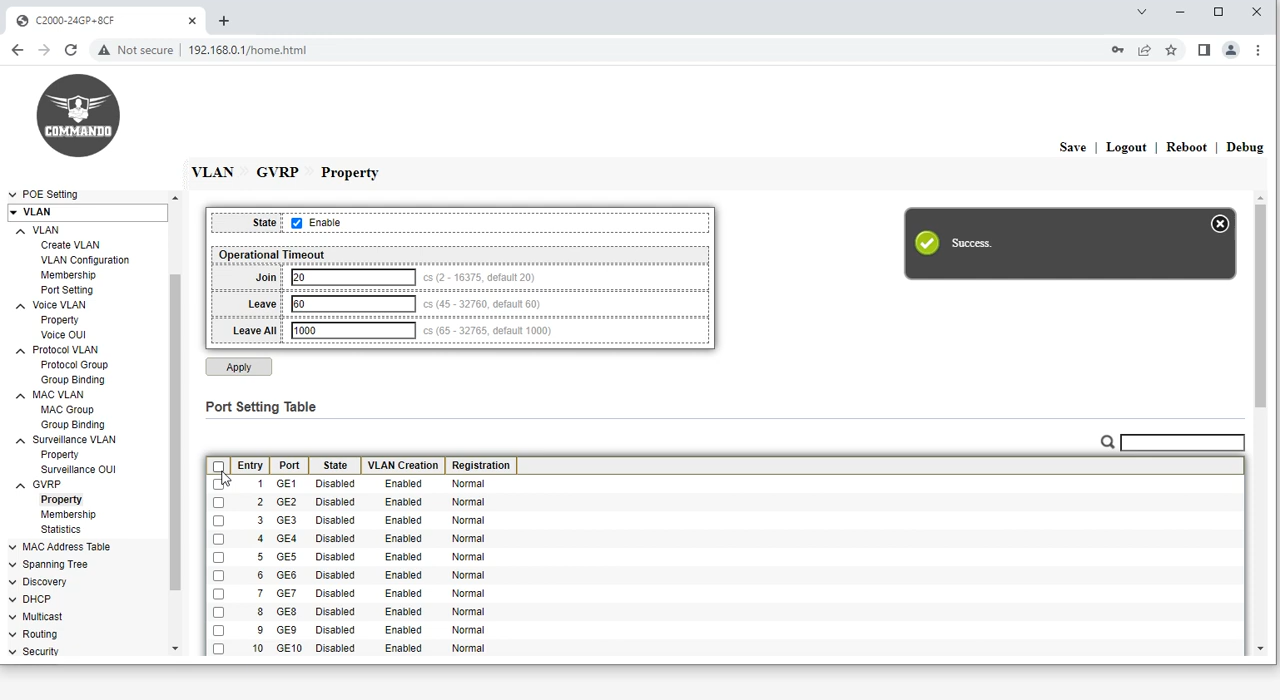 C2000-24GP+8CF
Not secure 192.168.0.1/home.html
COMMANDO
Save | Logout | Reboot | Debug
VLAN GVRP Property
POE Setting
VLAN
VLAN
Create VLAN
VLAN Configuration
Membership
Port Setting
Voice VLAN
Property
Voice OUI
Protocol VLAN
Protocol Group
Group Binding
MAC VLAN
MAC Group
Group Binding
Surveillance VLAN
Property
Surveillance OUI
GVRP
Property
Membership
Statistics
MAC Address Table
Spanning Tree
Discovery
DHCP
Multicast
Routing
Security
State Enable
Operational Timeout
Join 20 cs (2 - 16375, default 20)
Leave 60 cs (45 - 32760, default 60)
Leave All 1000 cs (65 - 32765, default 1000)
Apply
Success.
Port Setting Table
Entry Port State VLAN Creation Registration
1 GE1 Disabled Enabled Normal
2 GE2 Disabled Enabled Normal
3 GE3 Disabled Enabled Normal
4 GE4 Disabled Enabled Normal
5 GE5 Disabled Enabled Normal
6 GE6 Disabled Enabled Normal
7 GE7 Disabled Enabled Normal
8 GE8 Disabled Enabled Normal
9 GE9 Disabled Enabled Normal
10 GE10 Disabled Enabled Normal